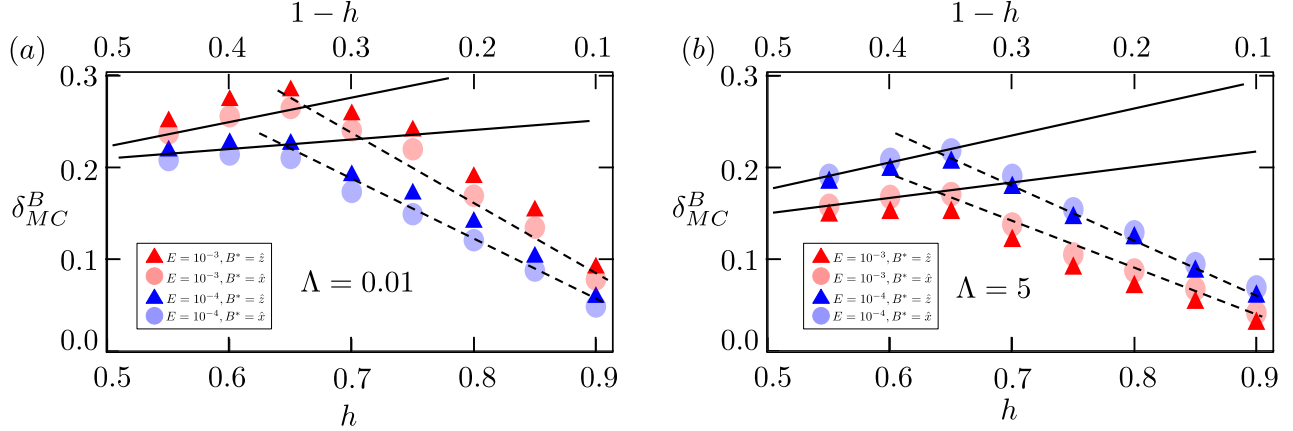 1 − h
(a) 0.5 0.4 0.3 0.2 0.1
0.3
0.2
δ_{MC}^{B}
0.1
0.0
E = 10⁻³, B* = ẑ
E = 10⁻³, B* = x̂
E = 10⁻⁴, B* = ẑ
E = 10⁻⁴, B* = x̂
Λ = 0.01
0.5 0.6 0.7 0.8 0.9
h
1 − h
(b) 0.5 0.4 0.3 0.2 0.1
0.3
0.2
δ_{MC}^{B}
0.1
0.0
E = 10⁻³, B* = ẑ
E = 10⁻³, B* = x̂
E = 10⁻⁴, B* = ẑ
E = 10⁻⁴, B* = x̂
Λ = 5
0.5 0.6 0.7 0.8 0.9
h